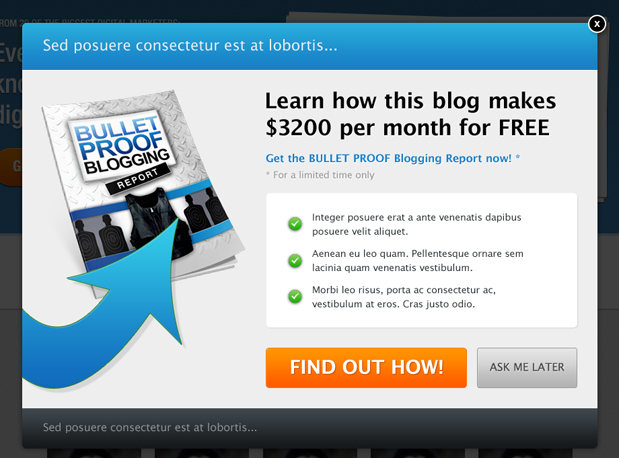 FROM 20 OF THE BIGGEST DIGITAL MARKETERS:
x
Sed posuere consectetur est at lobortis...
BULLET
PROOF
BLOGGING
REPORT
Learn how this blog makes
$3200 per month for FREE
Get the BULLET PROOF Blogging Report now! *
* For a limited time only
Integer posuere erat a ante venenatis dapibus
posuere velit aliquet.
Aenean eu leo quam. Pellentesque ornare sem
lacinia quam venenatis vestibulum.
Morbi leo risus, porta ac consectetur ac,
vestibulum at eros. Cras justo odio.
FIND OUT HOW!
ASK ME LATER
Sed posuere consectetur est at lobortis...